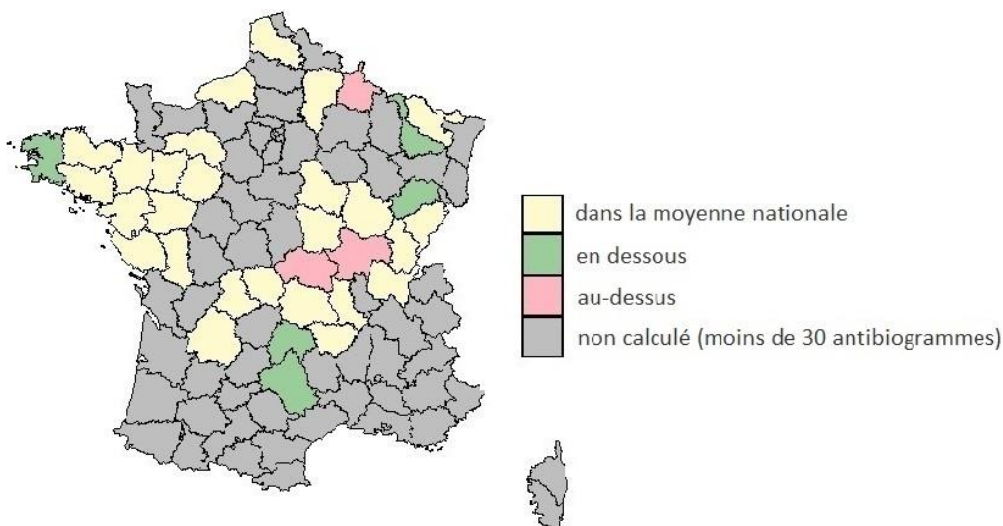 dans la moyenne nationale
en dessous
au-dessus
non calculé (moins de 30 antibiogrammes)